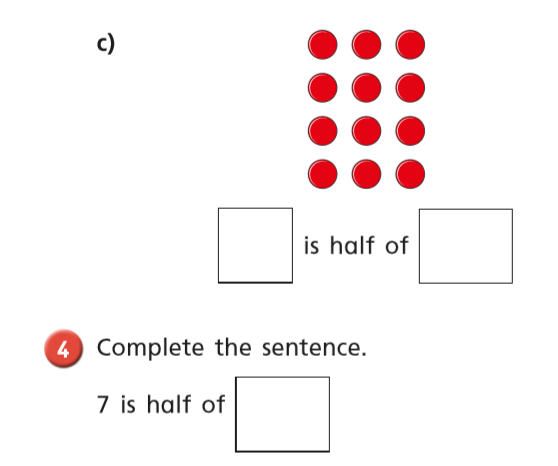 c)
is half of
4 Complete the sentence.
7 is half of